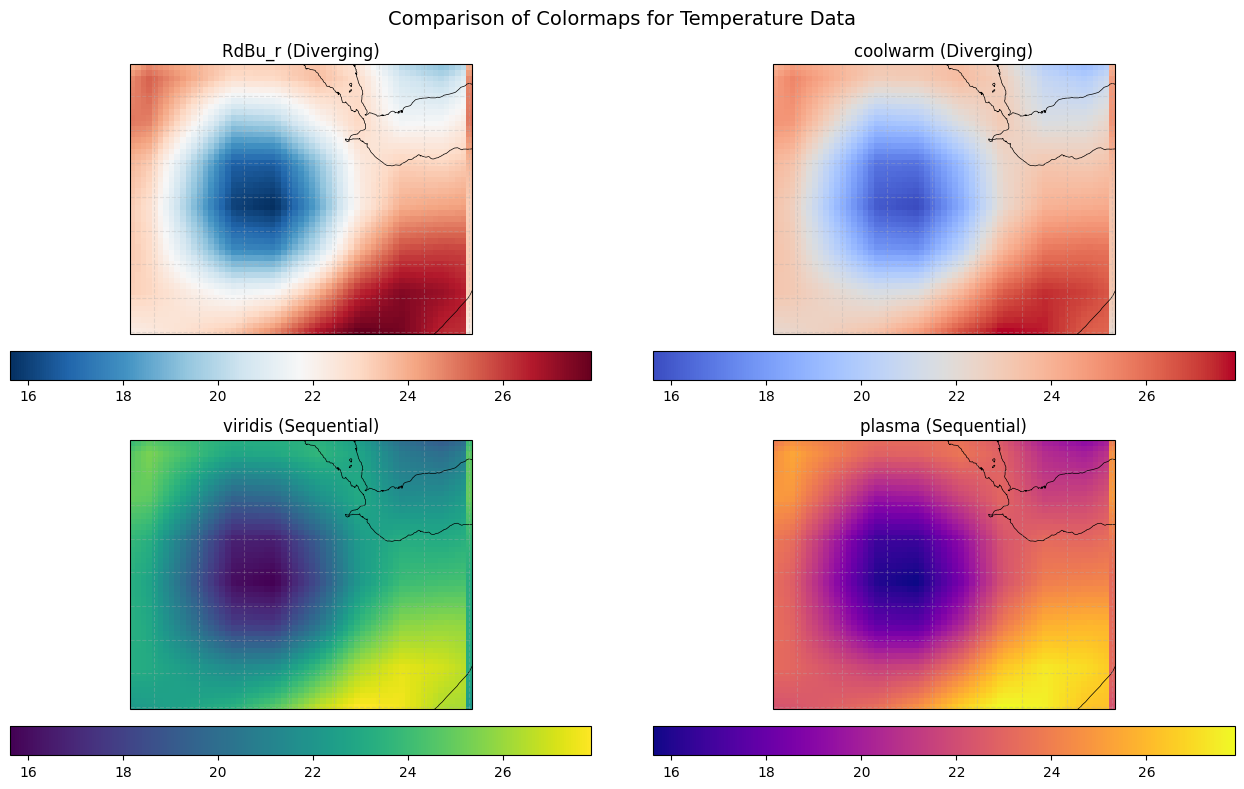 Comparison of Colormaps for Temperature Data
RdBu_r (Diverging)
coolwarm (Diverging)
16 18 20 22 24 26
16 18 20 22 24 26
viridis (Sequential)
plasma (Sequential)
16 18 20 22 24 26
16 18 20 22 24 26